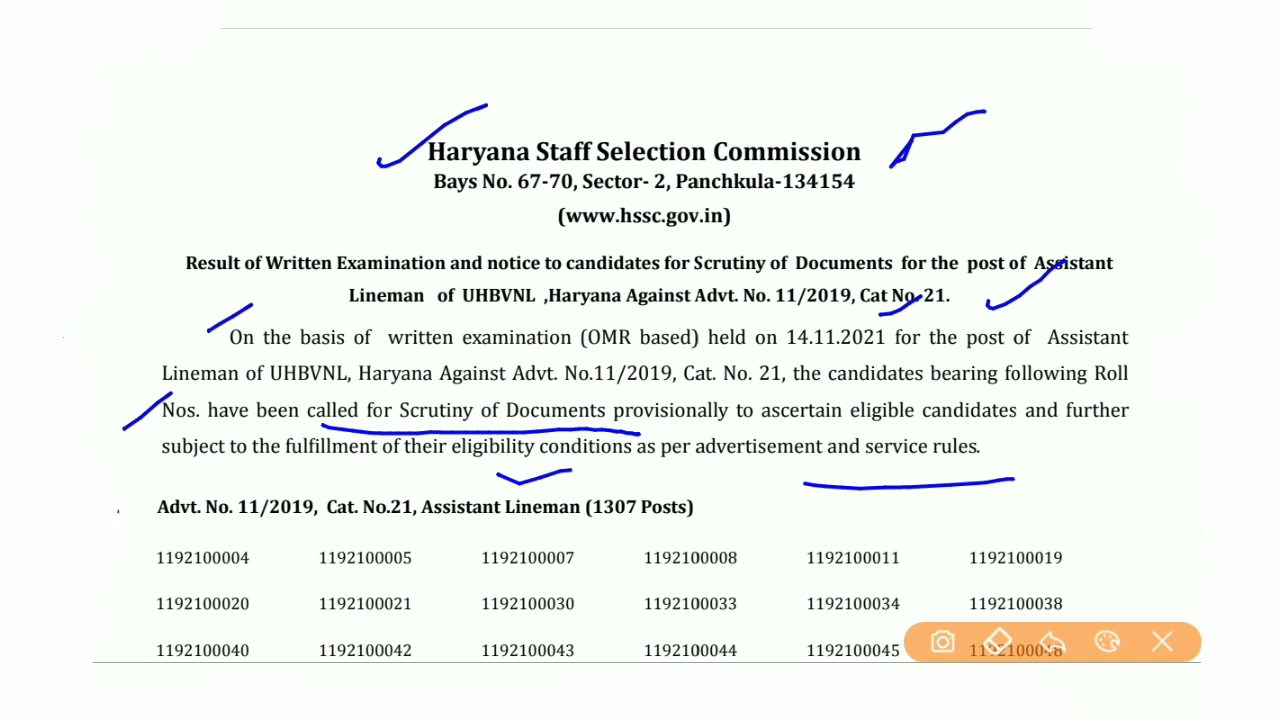 Haryana Staff Selection Commission
Bays No. 67-70, Sector- 2, Panchkula-134154
(www.hssc.gov.in)
Result of Written Examination and notice to candidates for Scrutiny of Documents for the post of Assistant
Lineman of UHBVNL ,Haryana Against Advt. No. 11/2019, Cat No. 21.
On the basis of written examination (OMR based) held on 14.11.2021 for the post of Assistant
Lineman of UHBVNL, Haryana Against Advt. No.11/2019, Cat. No. 21, the candidates bearing following Roll
Nos. have been called for Scrutiny of Documents provisionally to ascertain eligible candidates and further
subject to the fulfillment of their eligibility conditions as per advertisement and service rules.
Advt. No. 11/2019, Cat. No.21, Assistant Lineman (1307 Posts)
1192100004 1192100005 1192100007 1192100008 1192100011 1192100019
1192100020 1192100021 1192100030 1192100033 1192100034 1192100038
1192100040 1192100042 1192100043 1192100044 1192100045 1192100048